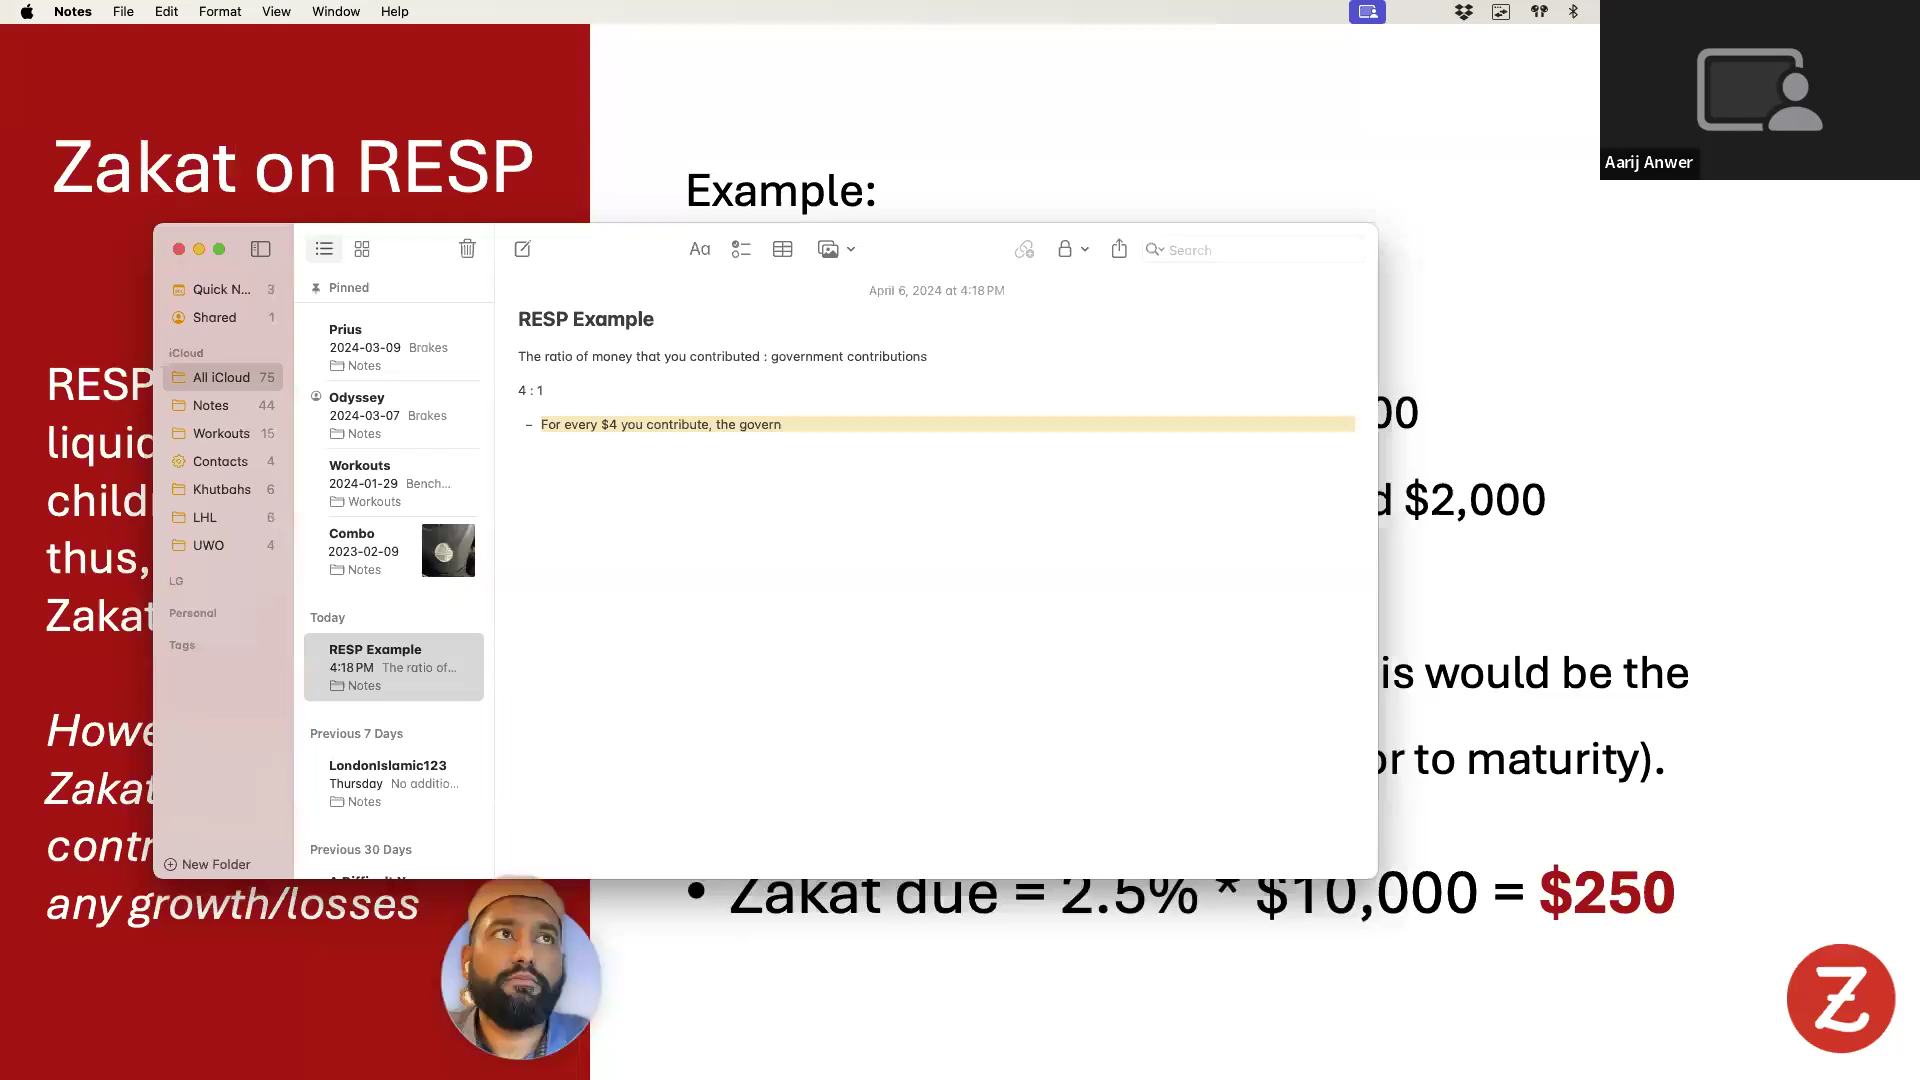 Notes File Edit Format View Window Help
Aarij Anwer
Zakat on RESP
Example:
Aa
Search
Quick N... 3
Shared 1
iCloud
All iCloud 75
Notes 44
Workouts 15
Contacts 4
Khutbahs 6
LHL 6
UWO 4
LG
Personal
Tags
New Folder
Pinned
Prius
2024-03-09 Brakes
Notes
Odyssey
2024-03-07 Brakes
Notes
Workouts
2024-01-29 Bench...
Workouts
Combo
2023-02-09
Notes
Today
RESP Example
4:18 PM The ratio of...
Notes
Previous 7 Days
LondonIslamic123
Thursday No additio...
Notes
Previous 30 Days
April 6, 2024 at 4:18 PM
RESP Example
The ratio of money that you contributed : government contributions
4 : 1
– For every $4 you contribute, the govern
RESP
liquid
child
thus,
Zakat
Howe
Zakat
contr
any growth/losses
00
d $2,000
is would be the
or to maturity).
• Zakat due = 2.5% * $10,000 = $250
Z